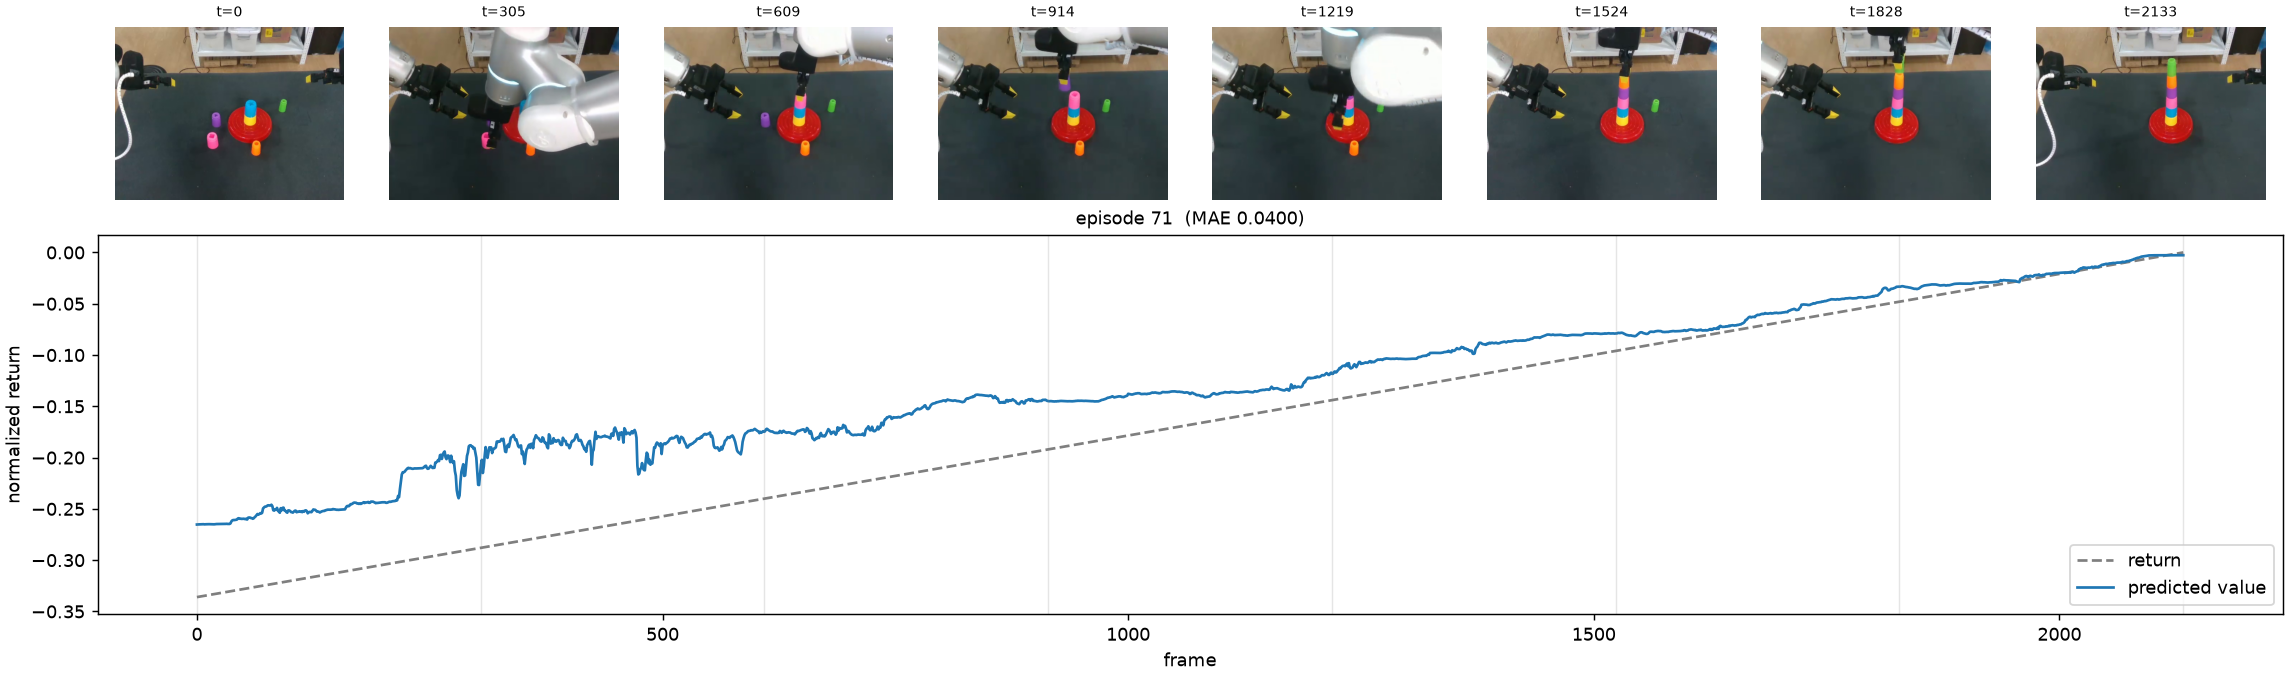 t=0 t=305 t=609 t=914 t=1219 t=1524 t=1828 t=2133
episode 71 (MAE 0.0400)
normalized return
0.00
−0.05
−0.10
−0.15
−0.20
−0.25
−0.30
−0.35
return
predicted value
0 500 1000 1500 2000
frame